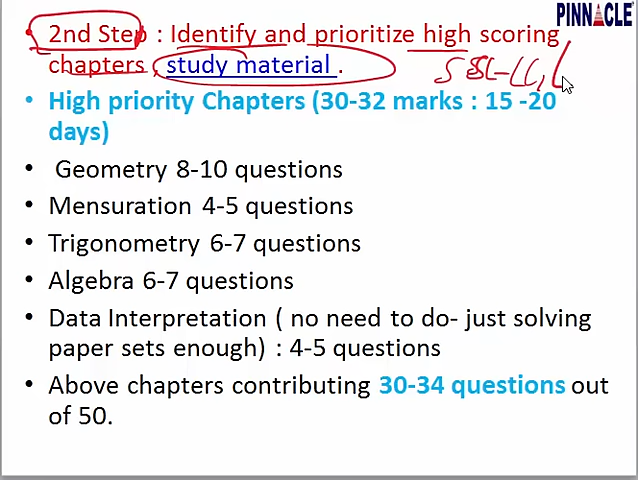 PINNACLE
• 2nd Step : Identify and prioritize high scoring
chapters , study material .
• High priority Chapters (30-32 marks : 15 -20
days)
• Geometry 8-10 questions
• Mensuration 4-5 questions
• Trigonometry 6-7 questions
• Algebra 6-7 questions
• Data Interpretation ( no need to do- just solving
paper sets enough) : 4-5 questions
• Above chapters contributing 30-34 questions out
of 50.